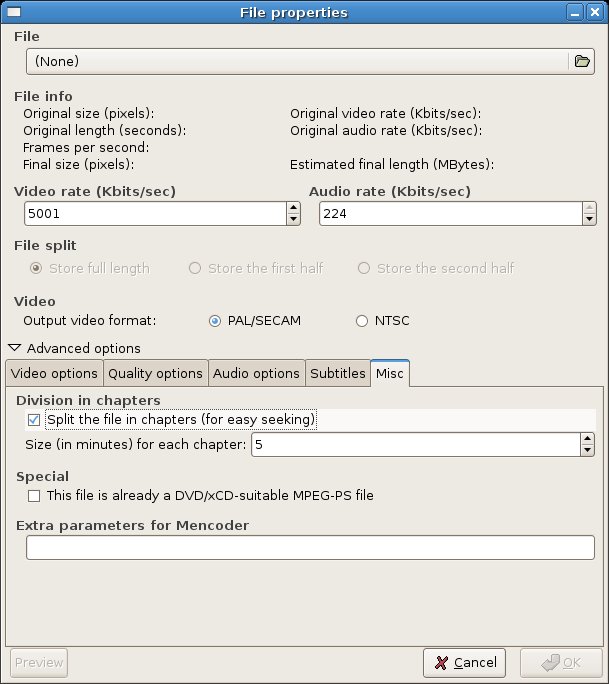 File properties
File
(None)
File info
Original size (pixels): Original video rate (Kbits/sec):
Original length (seconds): Original audio rate (Kbits/sec):
Frames per second:
Final size (pixels): Estimated final length (MBytes):
Video rate (Kbits/sec) Audio rate (Kbits/sec)
5001 224
File split
Store full length Store the first half Store the second half
Video
Output video format: PAL/SECAM NTSC
Advanced options
Video options Quality options Audio options Subtitles Misc
Division in chapters
Split the file in chapters (for easy seeking)
Size (in minutes) for each chapter: 5
Special
This file is already a DVD/xCD-suitable MPEG-PS file
Extra parameters for Mencoder
Preview Cancel OK